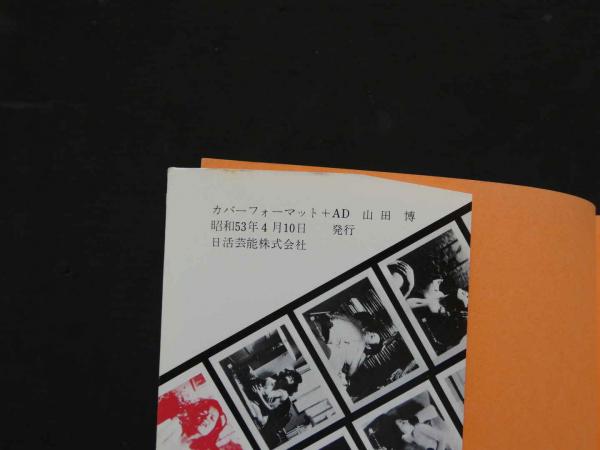 カバーフォーマット+AD 山田 博
昭和53年4月10日 発行
日活芸能株式会社